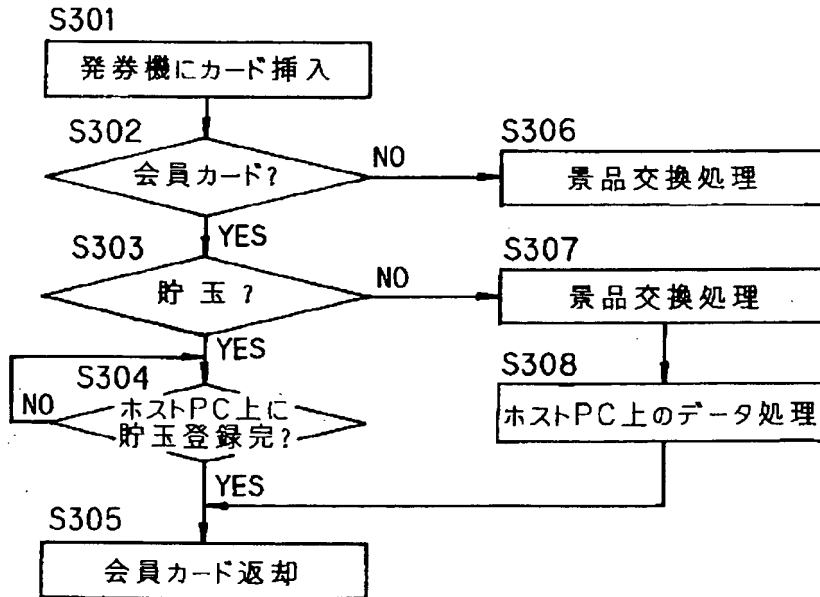 S301
発券機にカード挿入
S302
会員カード?
NO
S306
景品交換処理
YES
S303
貯玉?
NO
S307
景品交換処理
YES
S304
NO
ホストPC上に
貯玉登録完?
S308
ホストPC上のデータ処理
YES
S305
会員カード返却